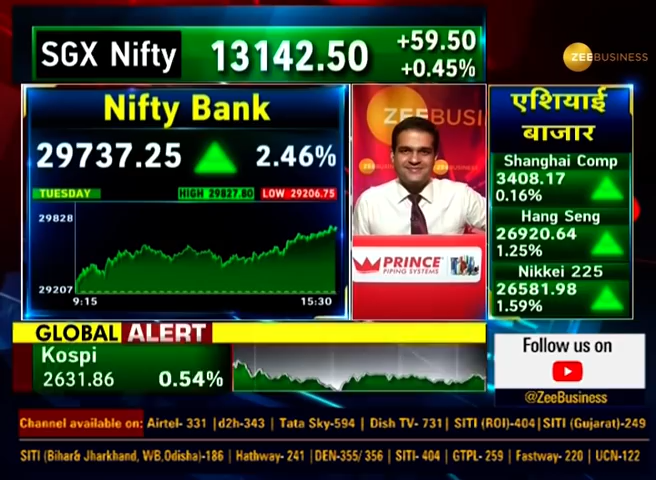 SGX Nifty 13142.50 +59.50
+0.45%
ZEEBUSINESS
Nifty Bank
29737.25 2.46%
TUESDAY HIGH 29827.80 LOW 29206.75
29828
29207
9:15 15:30
ZEEBUSIN
PRINCE
PIPING SYSTEMS
एशियाई
बाजार
Shanghai Comp
3408.17
0.16%
Hang Seng
26920.64
1.25%
Nikkei 225
26581.98
1.59%
GLOBAL ALERT
Kospi
2631.86 0.54%
Follow us on
@ZeeBusiness
Channel available on: Airtel- 331 |d2h-343 | Tata Sky-594 | Dish TV- 731| SITI (ROI)-404|SITI (Gujarat)-249
SITI (Bihar& Jharkhand, WB,Odisha)-186 | Hathway- 241 |DEN-355/ 356 | SITI- 404 | GTPL- 259 | Fastway- 220 | UCN-122